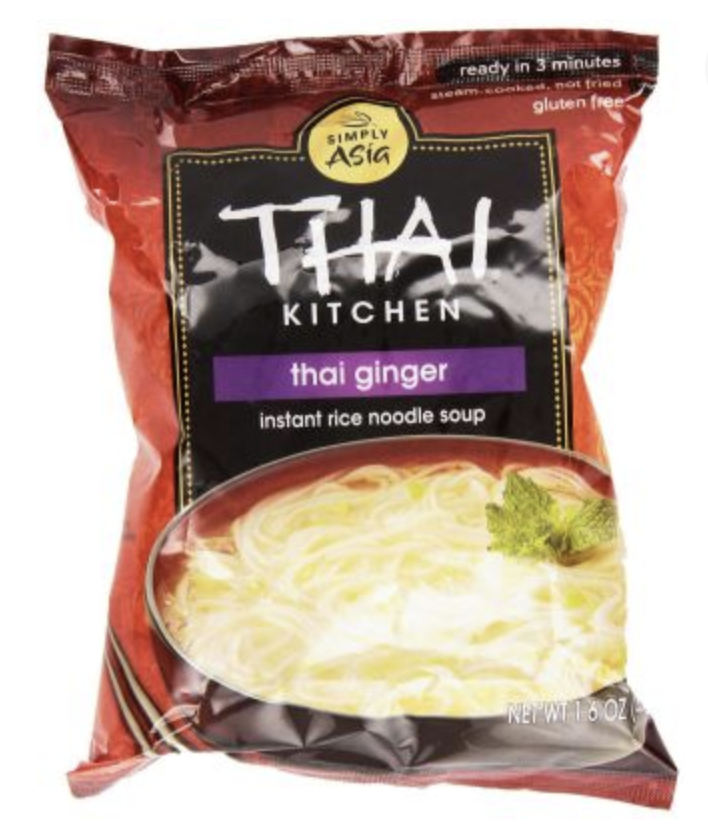 ready in 3 minutes
steam-cooked, not fried
gluten free
SIMPLY
Asia
THAI
KITCHEN
thai ginger
instant rice noodle soup
NET WT 1.6 OZ